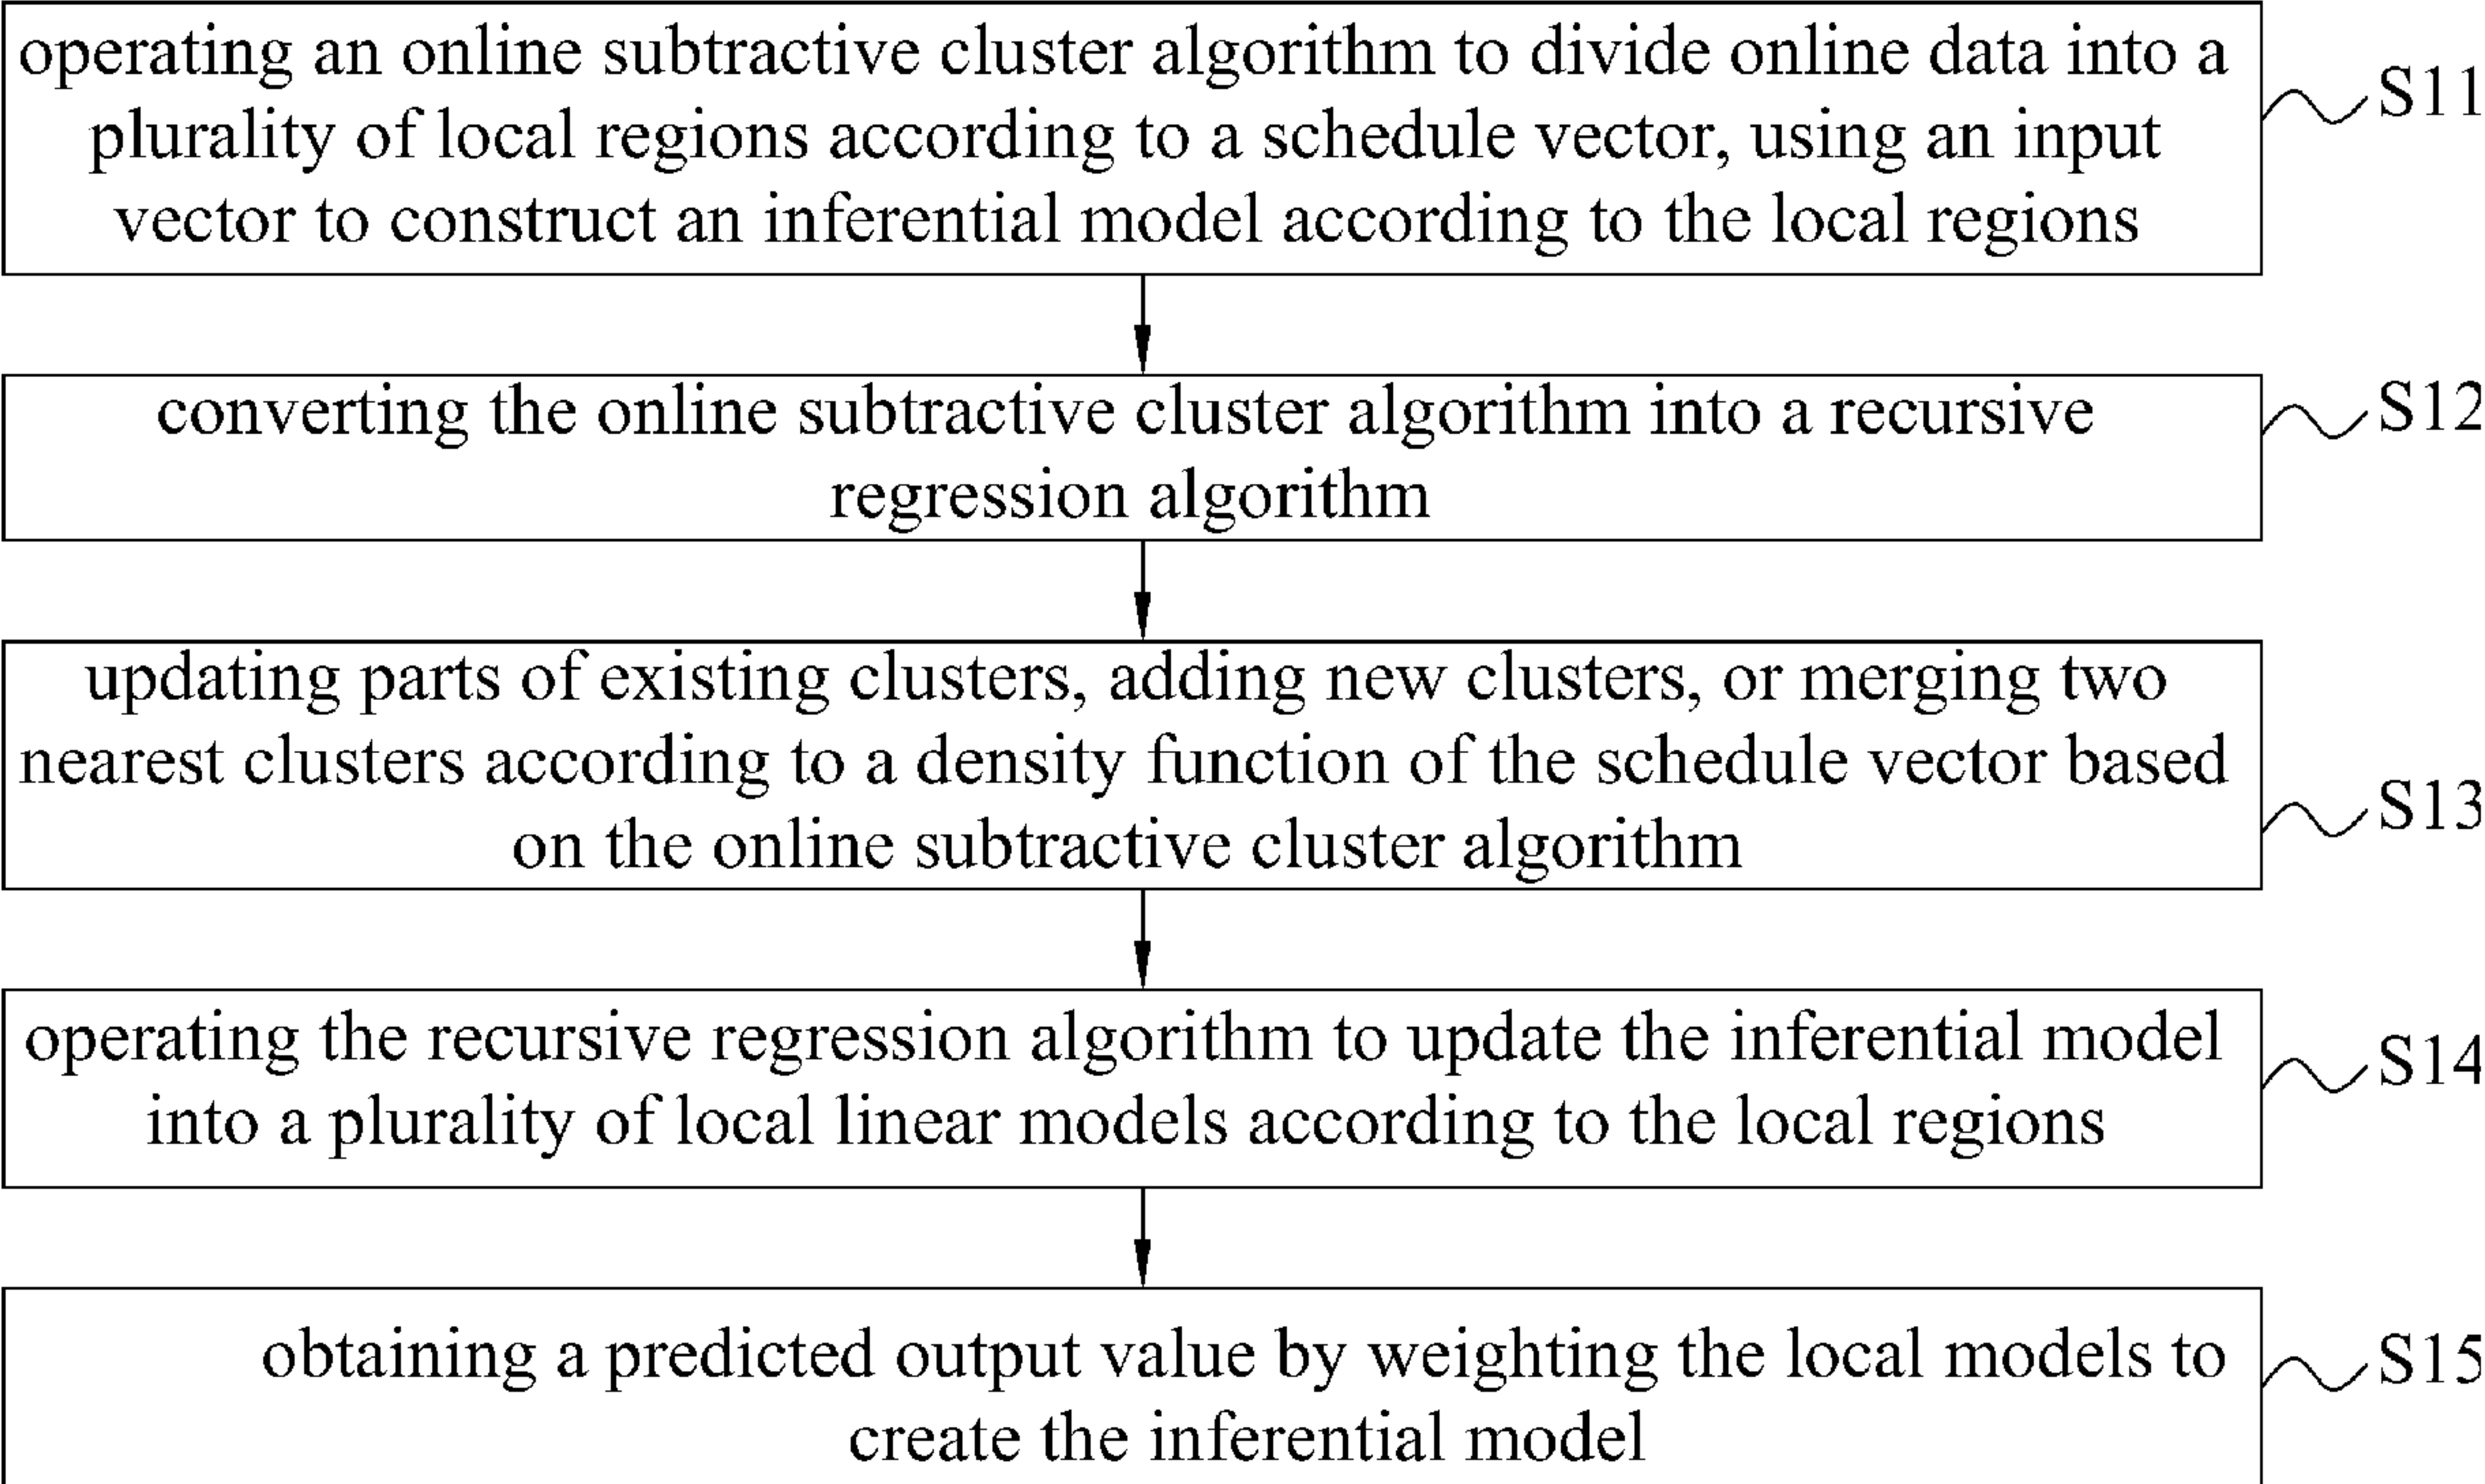 operating an online subtractive cluster algorithm to divide online data into a
plurality of local regions according to a schedule vector, using an input
vector to construct an inferential model according to the local regions
S11
converting the online subtractive cluster algorithm into a recursive
regression algorithm
S12
updating parts of existing clusters, adding new clusters, or merging two
nearest clusters according to a density function of the schedule vector based
on the online subtractive cluster algorithm
S13
operating the recursive regression algorithm to update the inferential model
into a plurality of local linear models according to the local regions
S14
obtaining a predicted output value by weighting the local models to
create the inferential model
S15